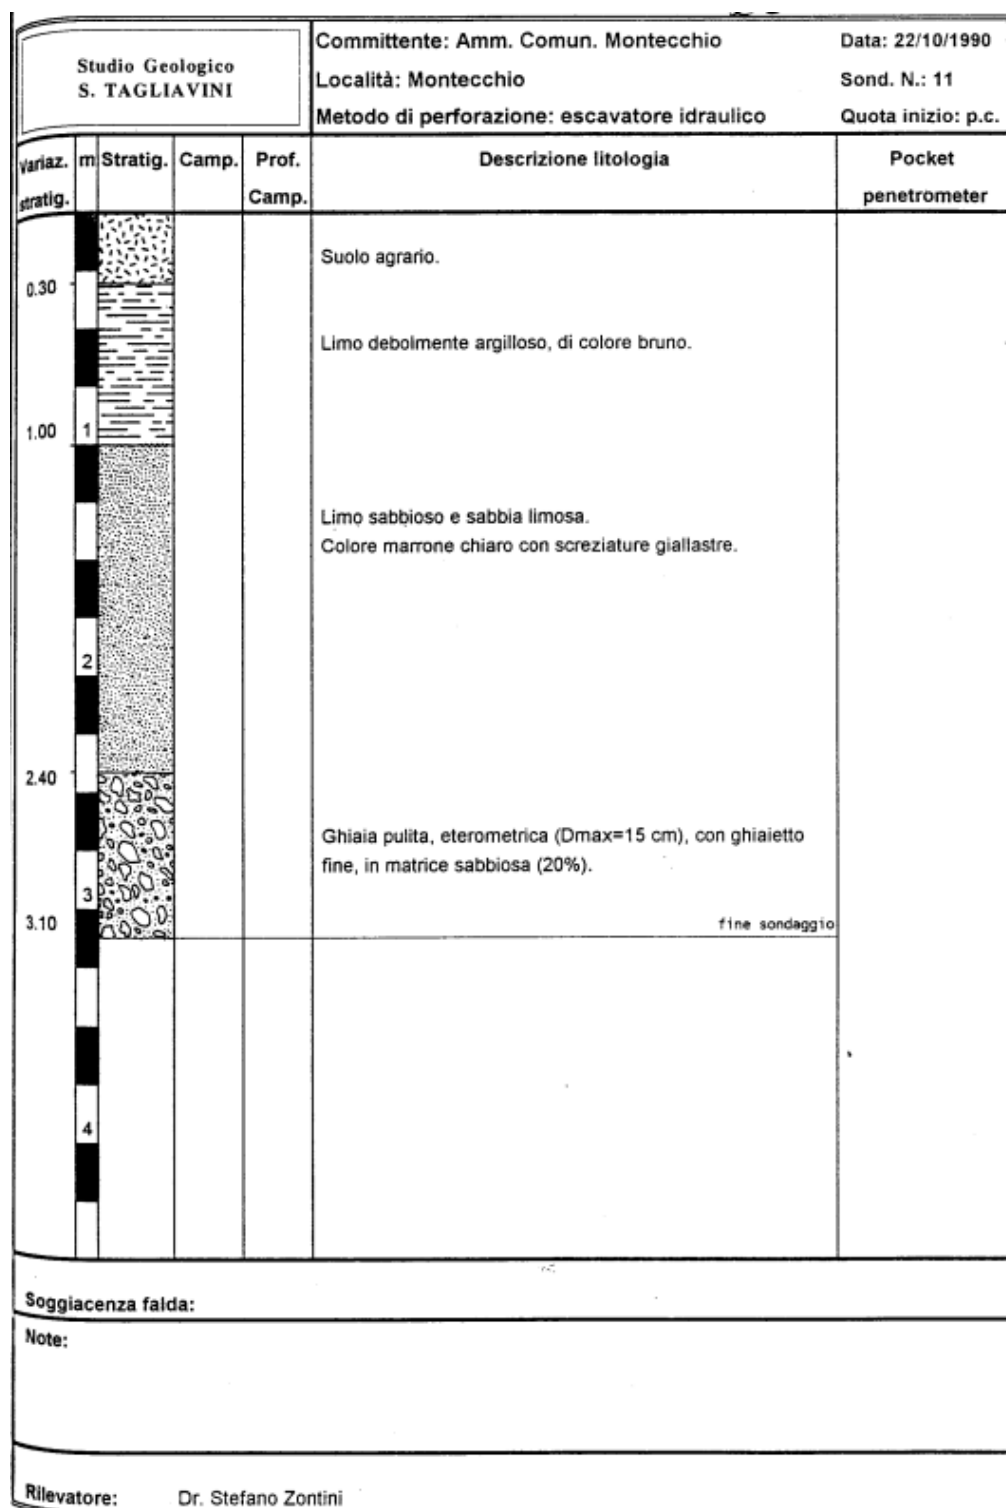 Studio Geologico
S. TAGLIAVINI
Committente: Amm. Comun. Montecchio
Data: 22/10/1990
Località: Montecchio
Sond. N.: 11
Metodo di perforazione: escavatore idraulico
Quota inizio: p.c.
Variaz. stratig.
m
Stratig.
Camp.
Prof. Camp.
Descrizione litologia
Pocket penetrometer
Suolo agrario.
0.30
Limo debolmente argilloso, di colore bruno.
1.00
1
Limo sabbioso e sabbia limosa.
Colore marrone chiaro con screziature giallastre.
2
2.40
Ghiaia pulita, eterometrica (Dmax=15 cm), con ghiaietto
fine, in matrice sabbiosa (20%).
3
3.10
fine sondaggio
4
Soggiacenza falda:
Note:
Rilevatore: Dr. Stefano Zontini